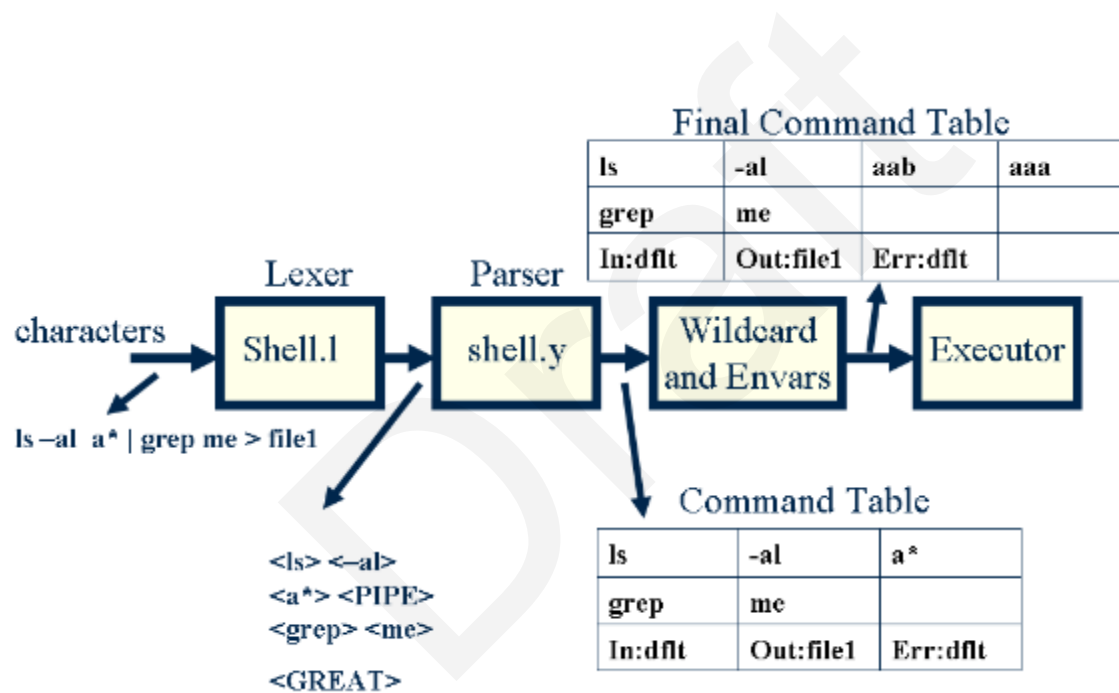 Final Command Table
ls -al aab aaa
grep me
In:dflt Out:file1 Err:dflt
Lexer
Parser
characters
Shell.l
shell.y
Wildcard
and Envars
Executor
ls –al a* | grep me > file1
<ls> <–al>
<a*> <PIPE>
<grep> <me>
<GREAT>
Command Table
ls -al a*
grep me
In:dflt Out:file1 Err:dflt
Draft